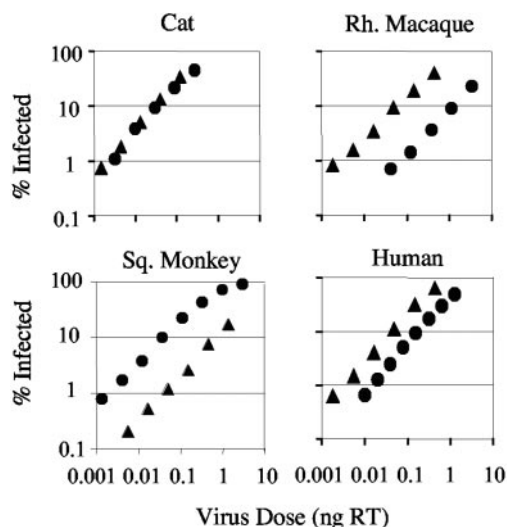 Cat
Rh. Macaque
100
10
1
0.1
% Infected
Sq. Monkey
Human
100
10
1
0.1
% Infected
0.001 0.01 0.1 1 10
0.001 0.01 0.1 1 10
Virus Dose (ng RT)